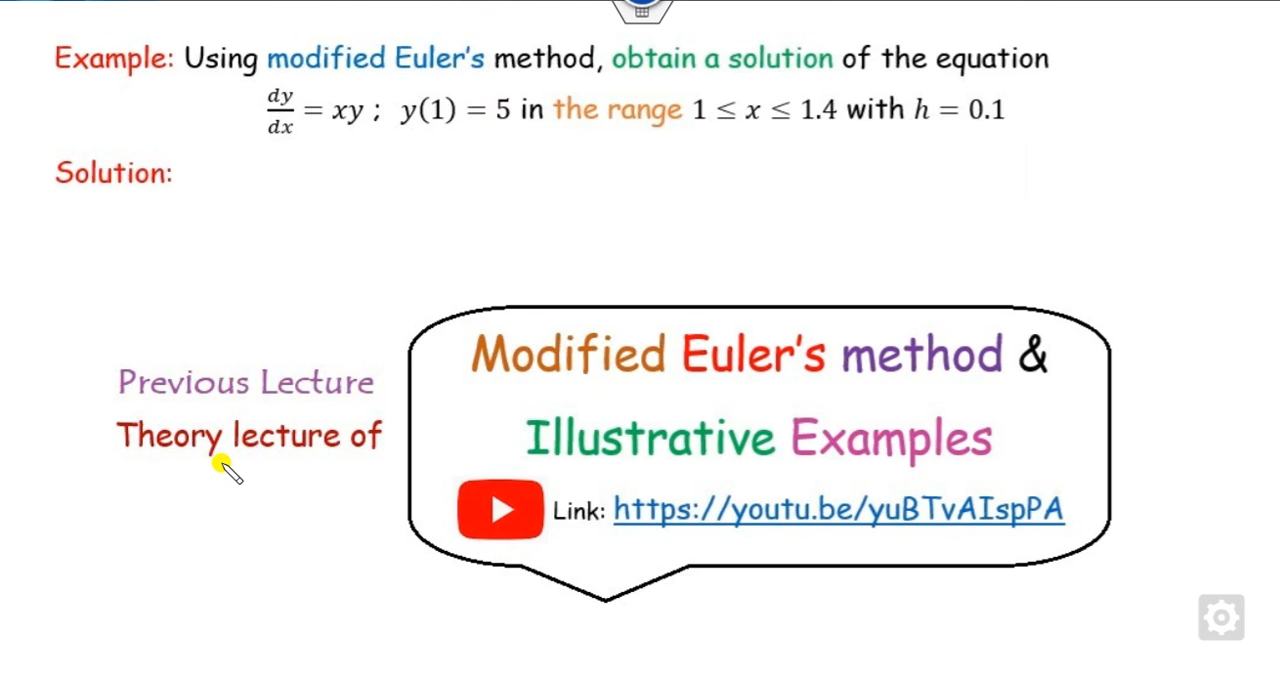 Example: Using modified Euler's method, obtain a solution of the equation
dy/dx = xy ; y(1) = 5 in the range 1 ≤ x ≤ 1.4 with h = 0.1
Solution:
Previous Lecture
Theory lecture of
Modified Euler's method &
Illustrative Examples
Link: https://youtu.be/yuBTvAIspPA